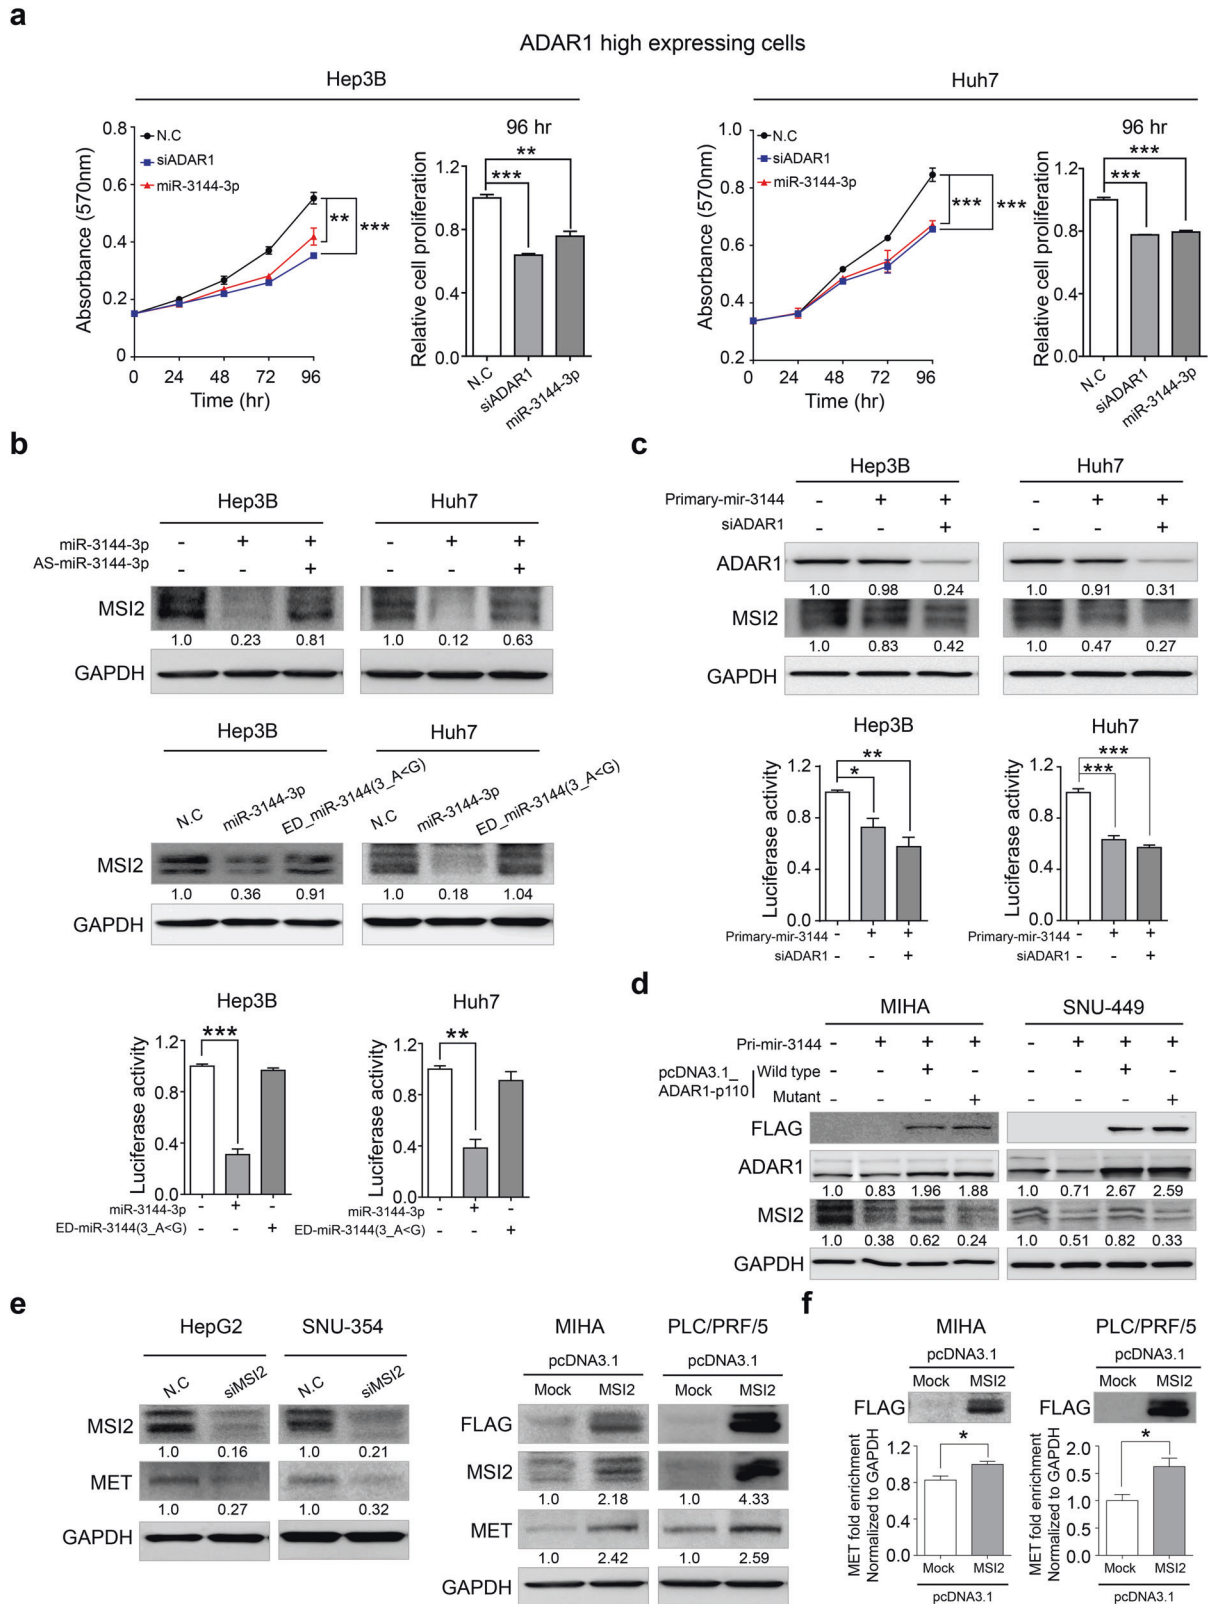 a
ADAR1 high expressing cells
Hep3B
Absorbance (570nm)
0.8
0.6
0.4
0.2
0
N.C
siADAR1
miR-3144-3p
** ***
0 24 48 72 96
Time (hr)
96 hr
Relative cell proliferation
1.2
0.8
0.4
0.0
**
***
N.C siADAR1 miR-3144-3p
Huh7
Absorbance (570nm)
1.0
0.8
0.6
0.4
0.2
N.C
siADAR1
miR-3144-3p
*** ***
0 24 48 72 96
Time (hr)
96 hr
Relative cell proliferation
1.2
0.8
0.4
0.0
***
***
N.C siADAR1 miR-3144-3p
b
Hep3B Huh7
miR-3144-3p - + + - + +
AS-miR-3144-3p - - + - - +
MSI2
1.0 0.23 0.81 1.0 0.12 0.63
GAPDH
Hep3B Huh7
N.C miR-3144-3p ED_miR-3144(3_A<G) N.C miR-3144-3p ED_miR-3144(3_A<G)
MSI2
1.0 0.36 0.91 1.0 0.18 1.04
GAPDH
Hep3B
Luciferase activity
1.2
0.8
0.4
0.0
***
miR-3144-3p - + -
ED-miR-3144(3_A<G) - - +
Huh7
Luciferase activity
1.2
0.8
0.4
0.0
**
miR-3144-3p - + -
ED-miR-3144(3_A<G) - - +
c
Hep3B Huh7
Primary-mir-3144 - + + - + +
siADAR1 - - + - - +
ADAR1
1.0 0.98 0.24 1.0 0.91 0.31
MSI2
1.0 0.83 0.42 1.0 0.47 0.27
GAPDH
Hep3B
Luciferase activity
1.2
0.8
0.4
0.0
**
*
Primary-mir-3144 - + +
siADAR1 - - +
Huh7
Luciferase activity
1.2
0.8
0.4
0.0
***
***
Primary-mir-3144 - + +
siADAR1 - - +
d
MIHA SNU-449
Pri-mir-3144 - + + + - + + +
pcDNA3.1_
ADAR1-p110
Wild type - - + - - - + -
Mutant - - - + - - - +
FLAG
ADAR1
1.0 0.83 1.96 1.88 1.0 0.71 2.67 2.59
MSI2
1.0 0.38 0.62 0.24 1.0 0.51 0.82 0.33
GAPDH
e
HepG2 SNU-354
N.C siMSI2 N.C siMSI2
MSI2
1.0 0.16 1.0 0.21
MET
1.0 0.27 1.0 0.32
GAPDH
MIHA PLC/PRF/5
pcDNA3.1 pcDNA3.1
Mock MSI2 Mock MSI2
FLAG
MSI2
1.0 2.18 1.0 4.33
MET
1.0 2.42 1.0 2.59
GAPDH
f
MIHA
pcDNA3.1
Mock MSI2
FLAG
MET fold enrichment
Normalized to GAPDH
1.2
0.8
0.4
0.0
*
Mock MSI2
pcDNA3.1
PLC/PRF/5
pcDNA3.1
Mock MSI2
FLAG
MET fold enrichment
Normalized to GAPDH
2.0
0.5
1.0
0.5
0.0
*
Mock MSI2
pcDNA3.1